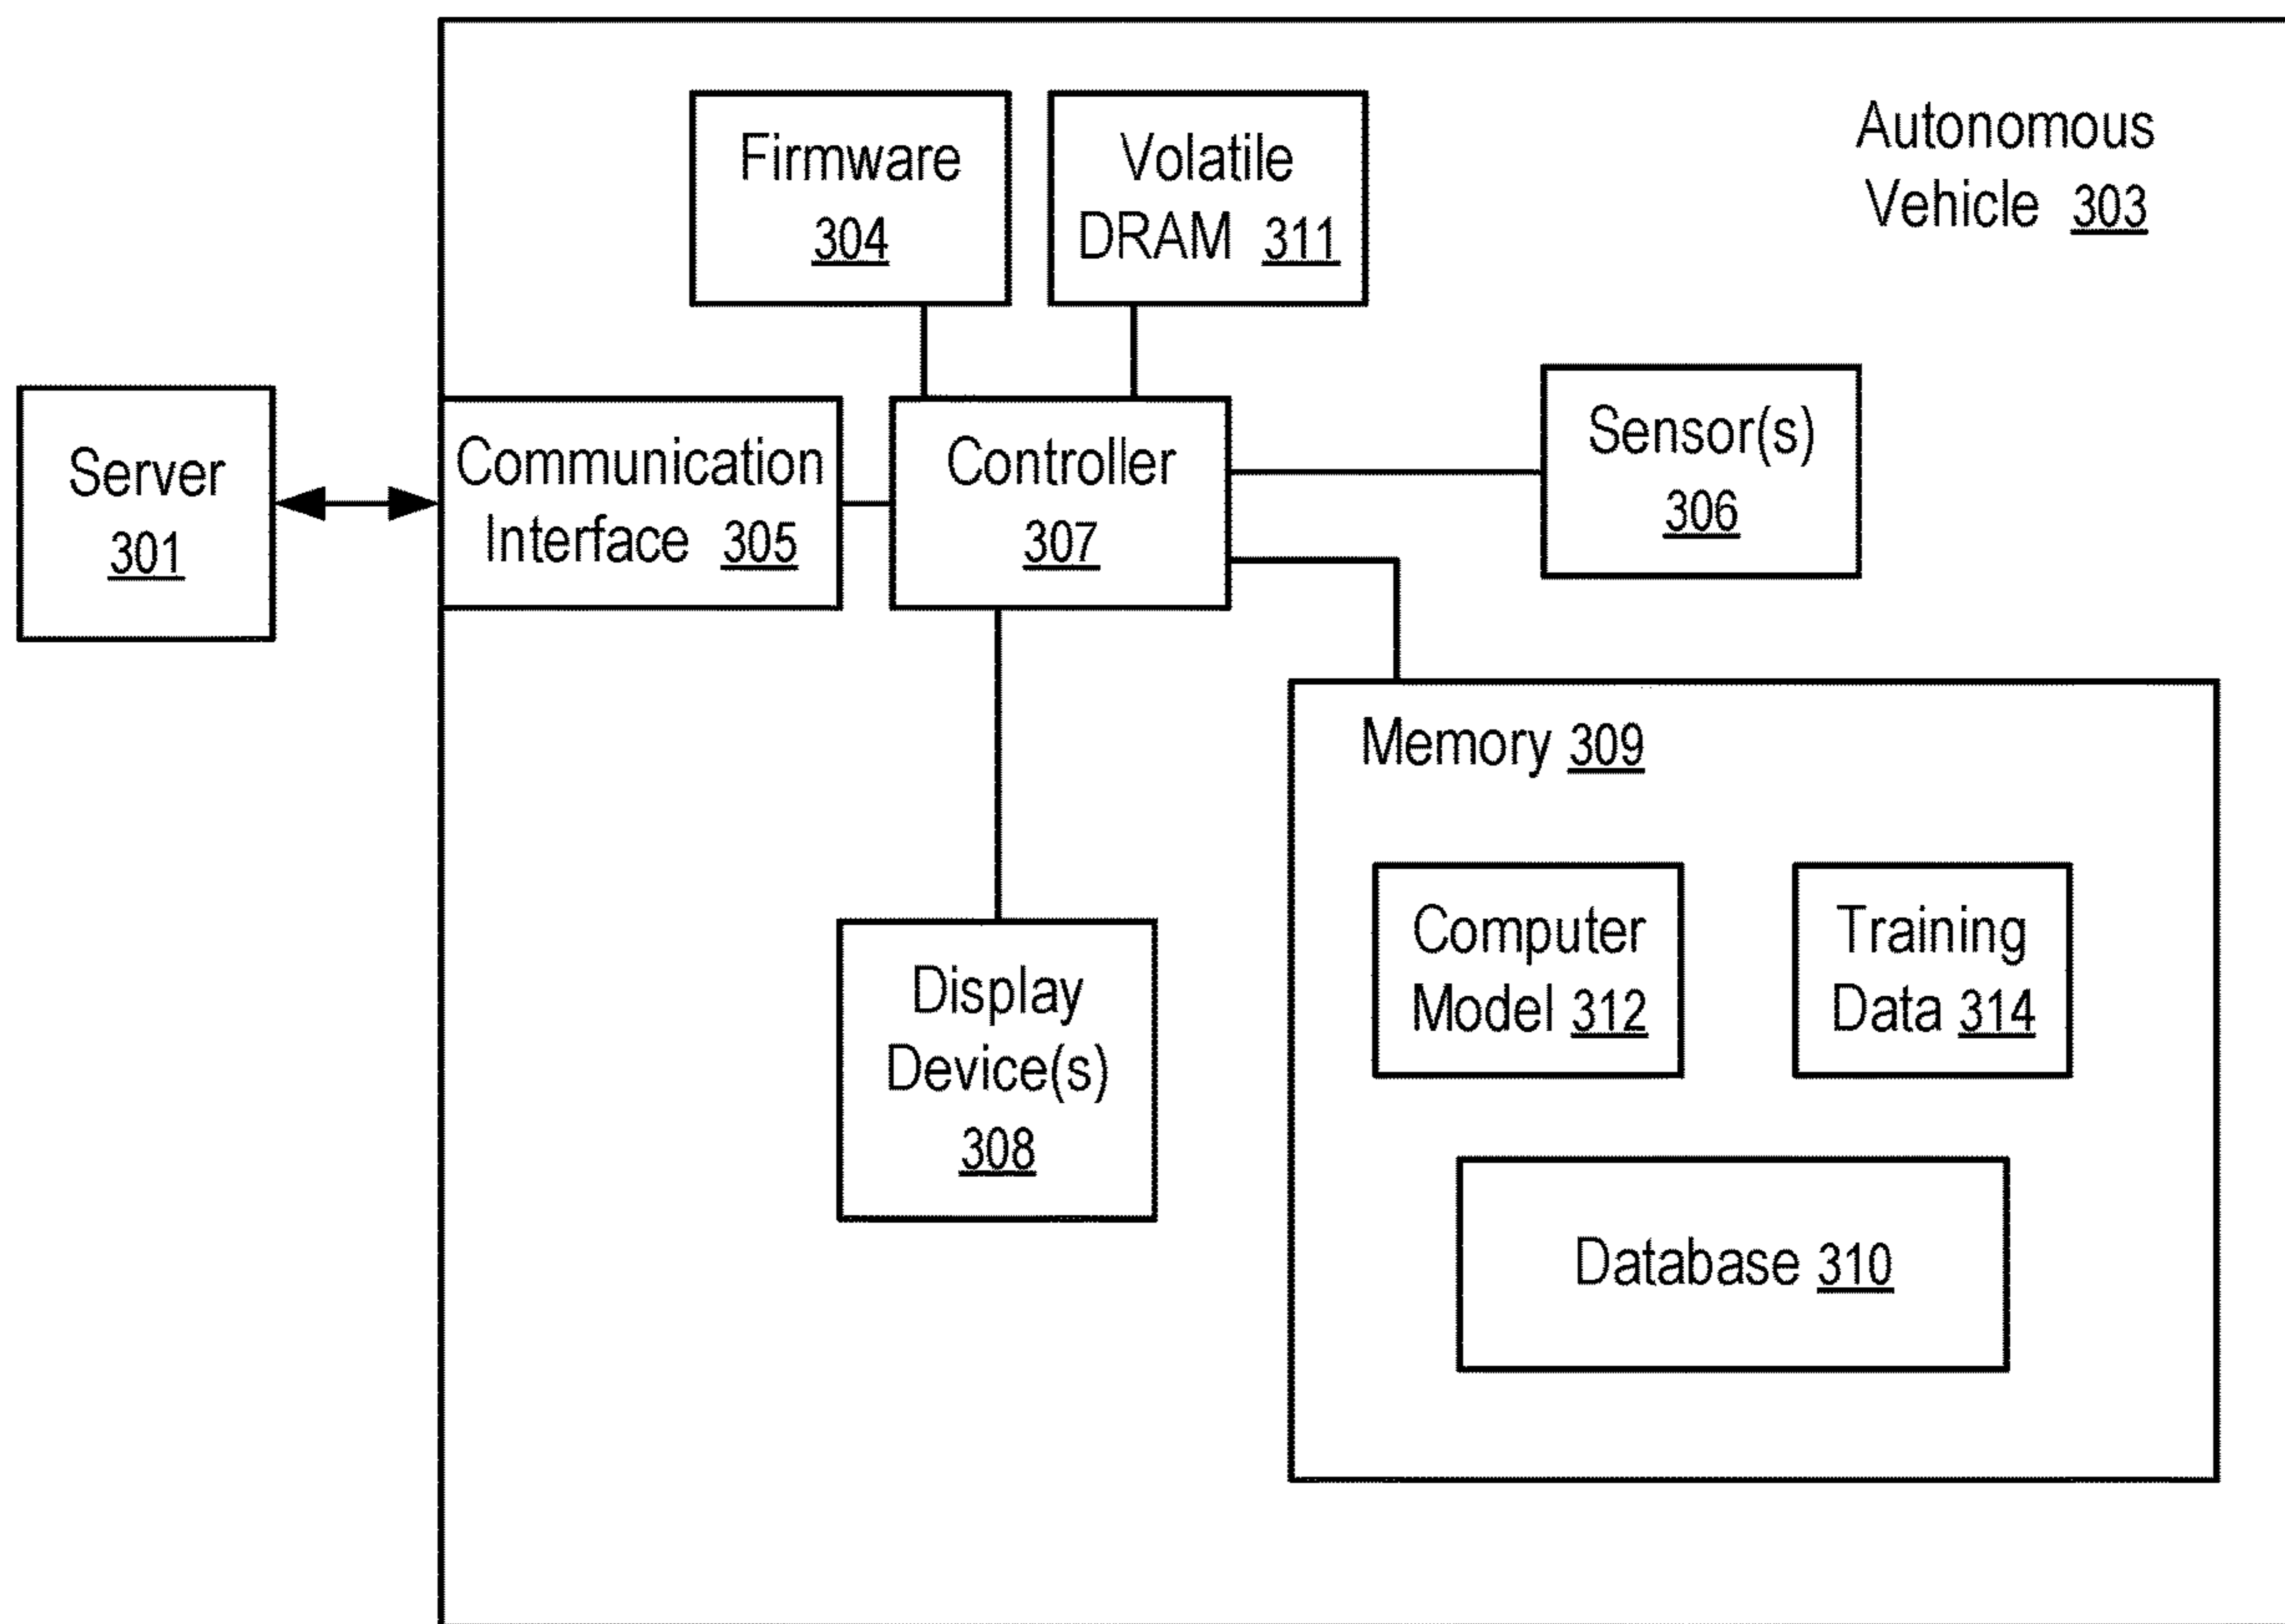 Firmware
304
Volatile
DRAM 311
Autonomous
Vehicle 303
Server
301
Communication
Interface 305
Controller
307
Sensor(s)
306
Memory 309
Computer
Model 312
Training
Data 314
Display
Device(s)
308
Database 310